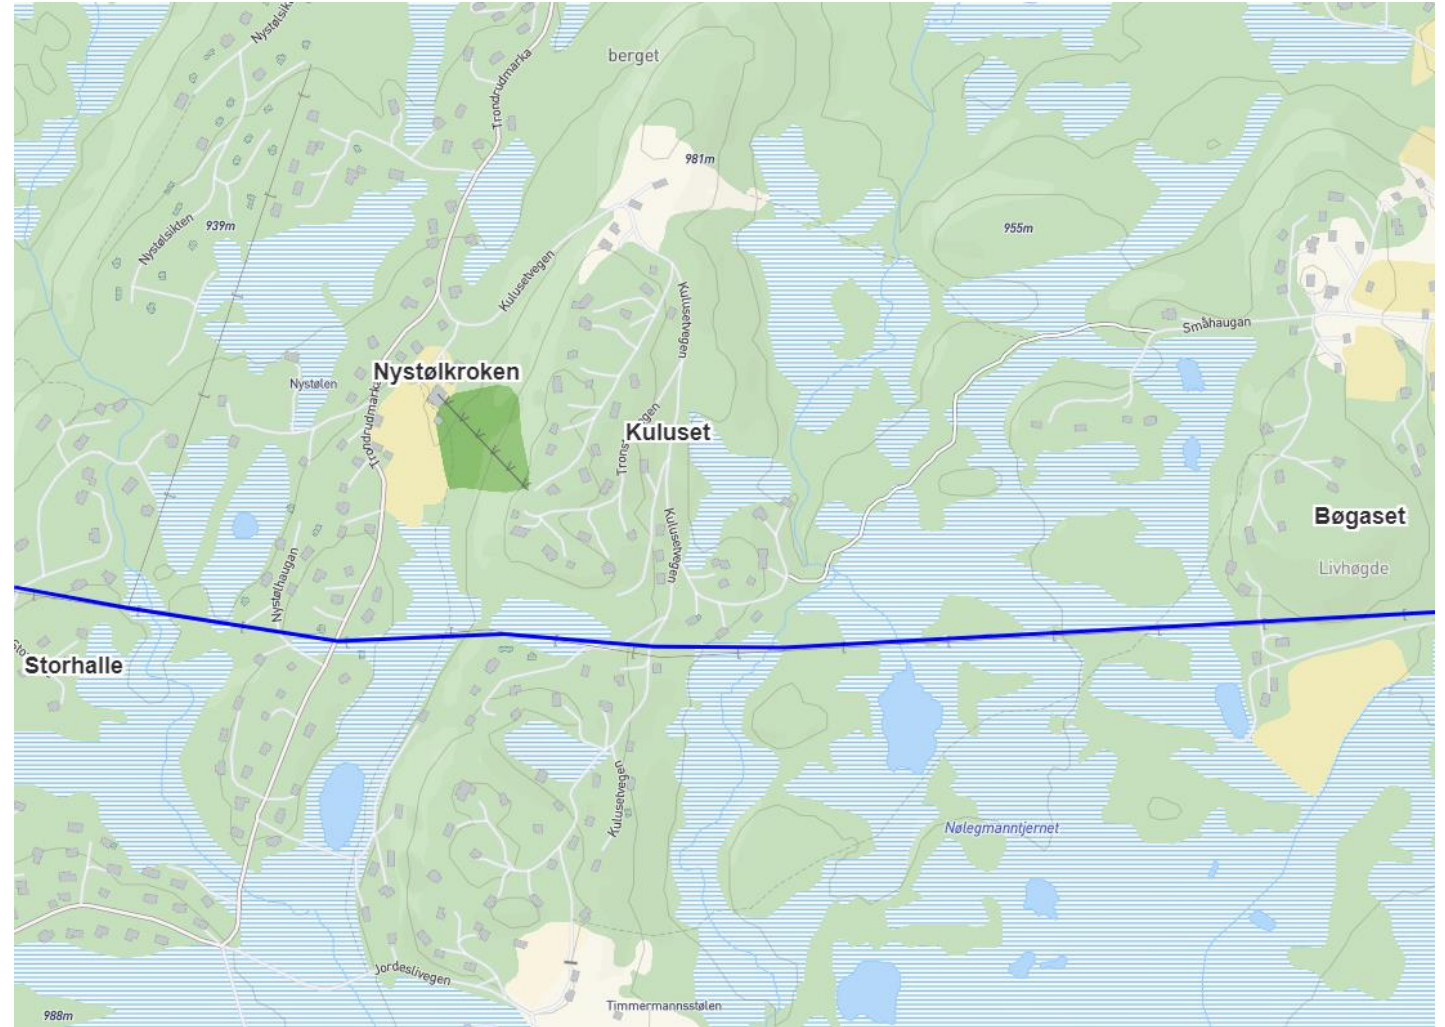 Nystølsik
Trondrudmarka
berget
981m
Nystølsikten
939m
955m
Kulusetvegen
Kulusetvegen
Småhaugan
Nystølkroken
Nystølen
Trondrudmarka
Kuluset
Bøgaset
Kulusetvegen
Livhøgde
Nystølhaugan
Storhalle
Kulusetvegen
Nølegmanntjernet
Jordeslivegen
Timmermannsstølen
988m